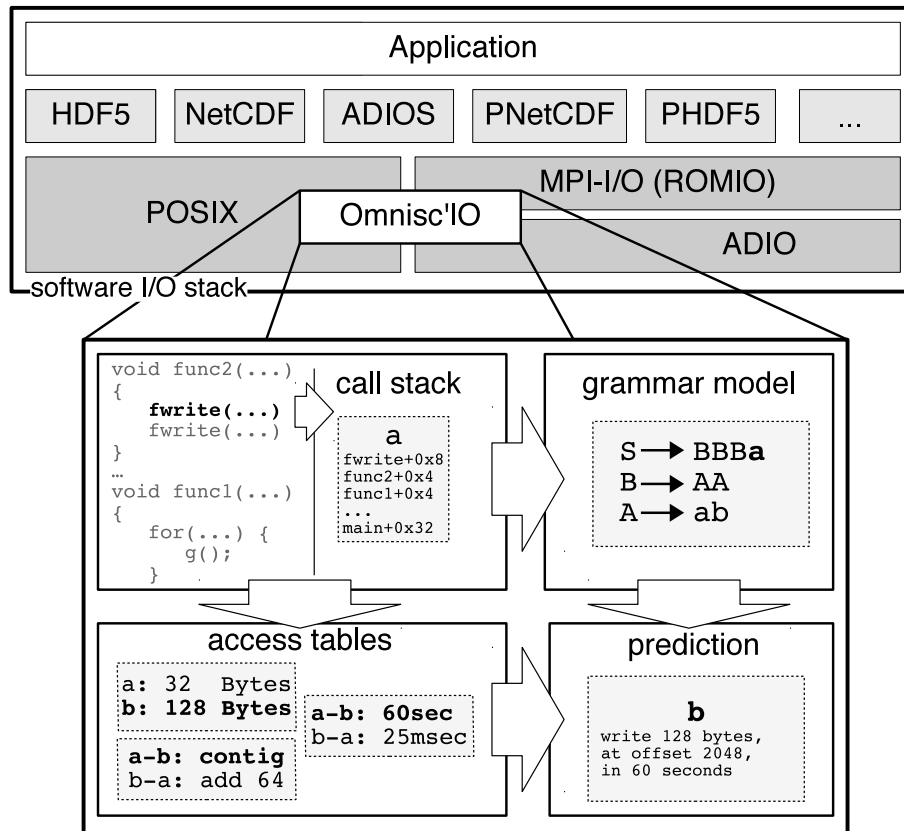 Application
HDF5 NetCDF ADIOS PNetCDF PHDF5 ...
POSIX
MPI-I/O (ROMIO)
Omnisc'IO
ADIO
software I/O stack
void func2(...)
{
fwrite(...)
fwrite(...)
}
…
void func1(...)
{
for(...) {
g();
}
call stack
a
fwrite+0x8
func2+0x4
func1+0x4
...
main+0x32
grammar model
S → BBBa
B → AA
A → ab
access tables
a: 32 Bytes
b: 128 Bytes
a-b: 60sec
b-a: 25msec
a-b: contig
b-a: add 64
prediction
b
write 128 bytes,
at offset 2048,
in 60 seconds